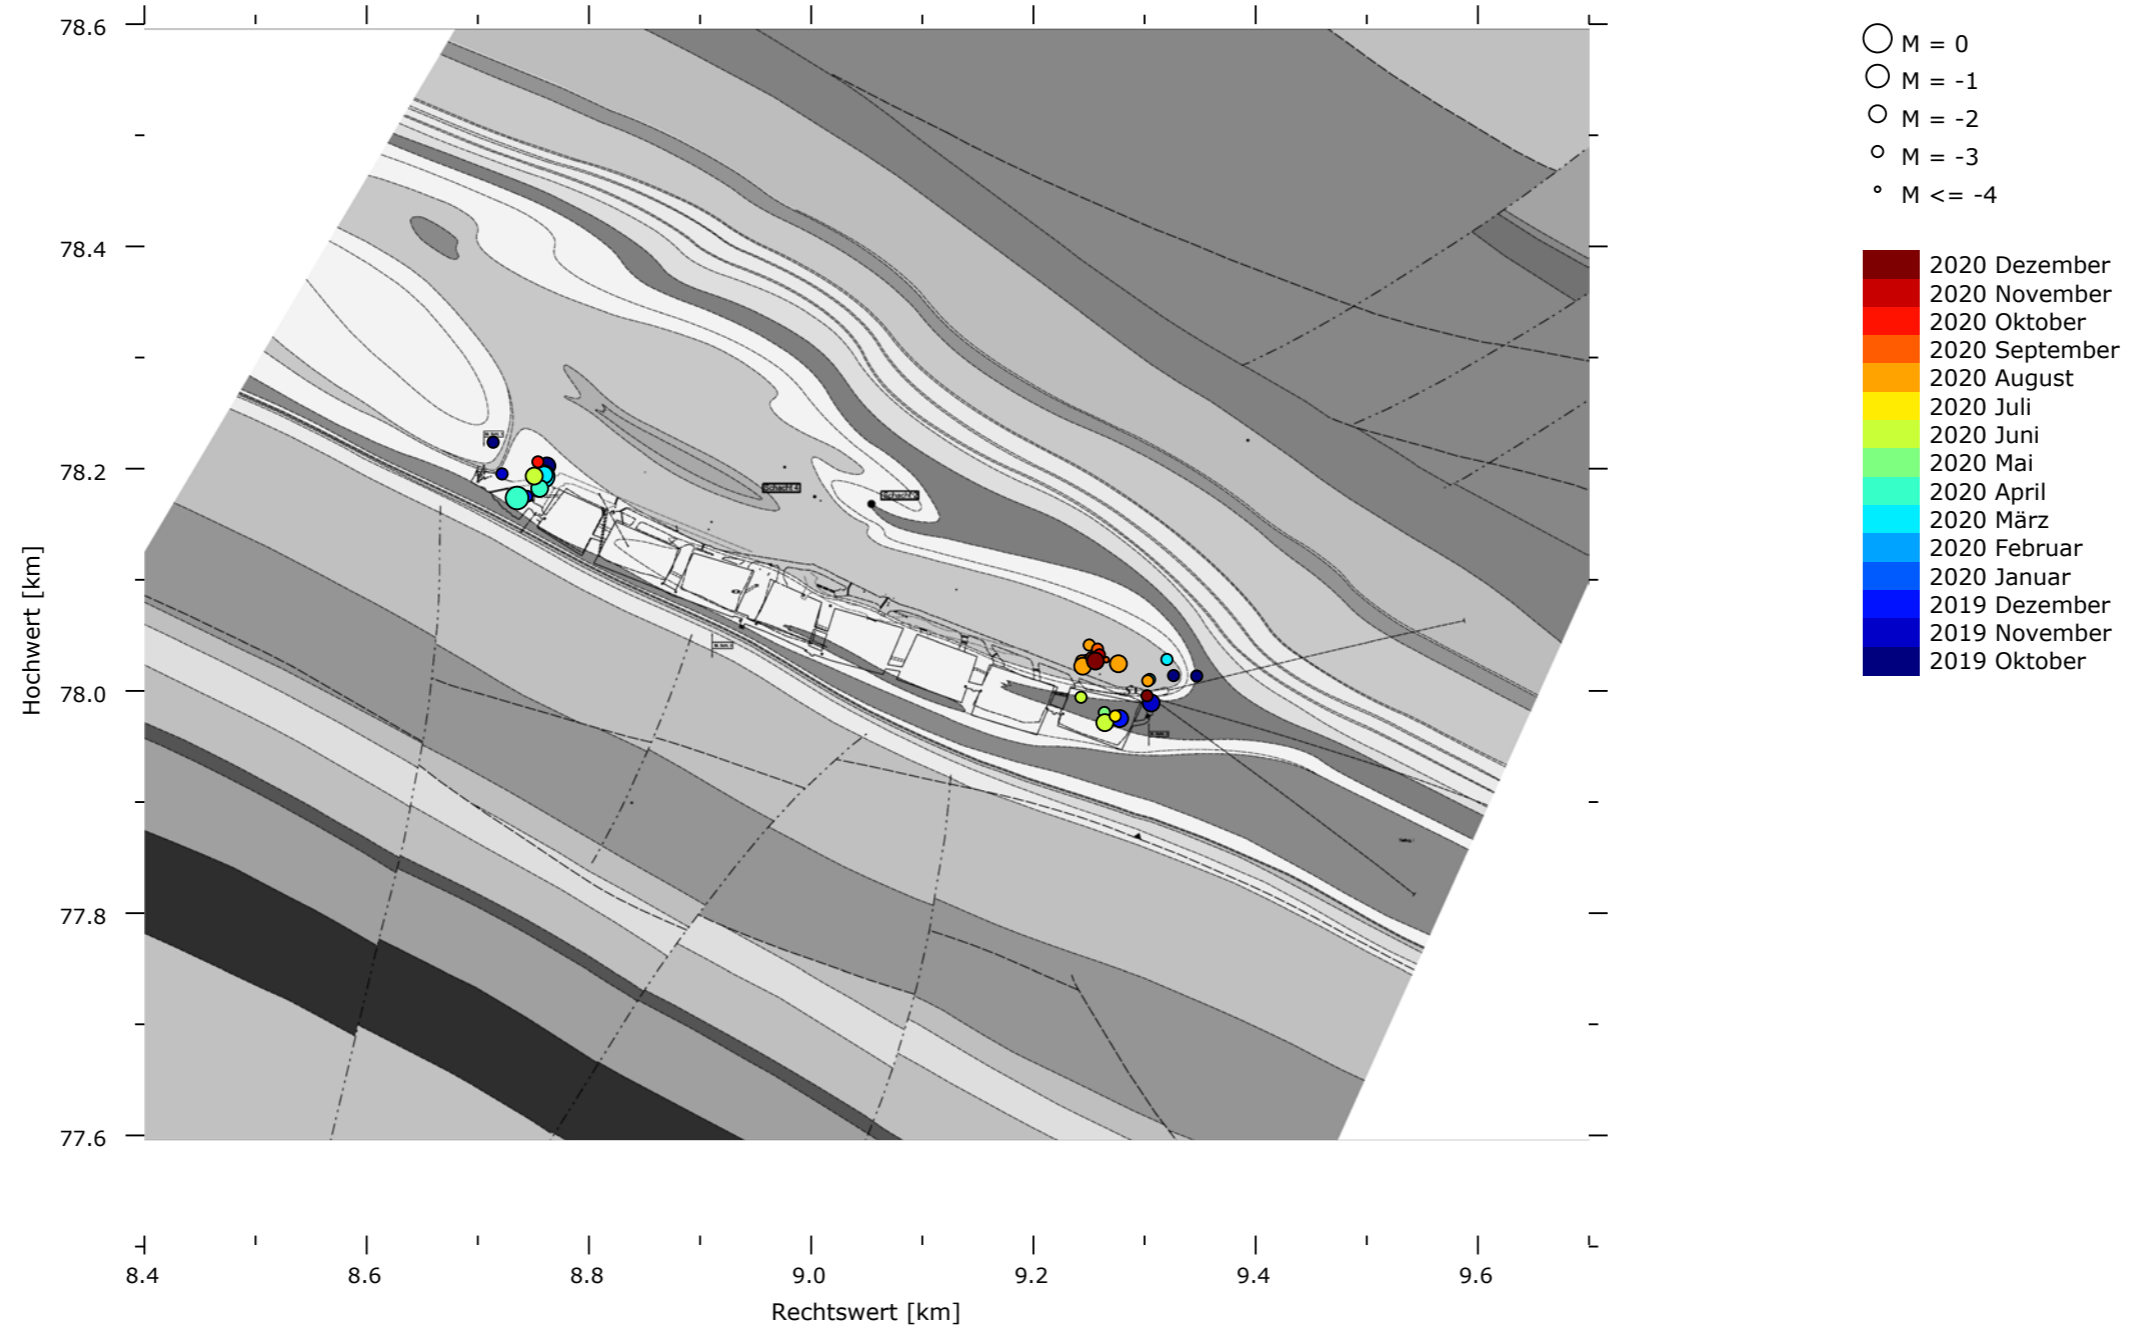 78.6
78.4
78.2
78.0
77.8
77.6
Hochwert [km]
8.4
8.6
8.8
9.0
9.2
9.4
9.6
Rechtswert [km]
M = 0
M = -1
M = -2
M = -3
M <= -4
2020 Dezember
2020 November
2020 Oktober
2020 September
2020 August
2020 Juli
2020 Juni
2020 Mai
2020 April
2020 März
2020 Februar
2020 Januar
2019 Dezember
2019 November
2019 Oktober